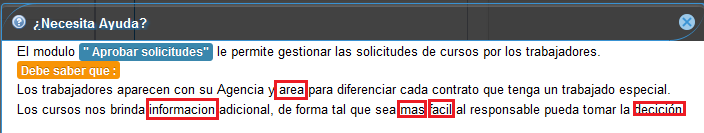 ¿Necesita Ayuda?
El modulo " Aprobar solicitudes" le permite gestionar las solicitudes de cursos por los trabajadores.
Debe saber que :
Los trabajadores aparecen con su Agencia y area para diferenciar cada contrato que tenga un trabajado especial.
Los cursos nos brinda informacion adicional, de forma tal que sea mas facil al responsable pueda tomar la decición.